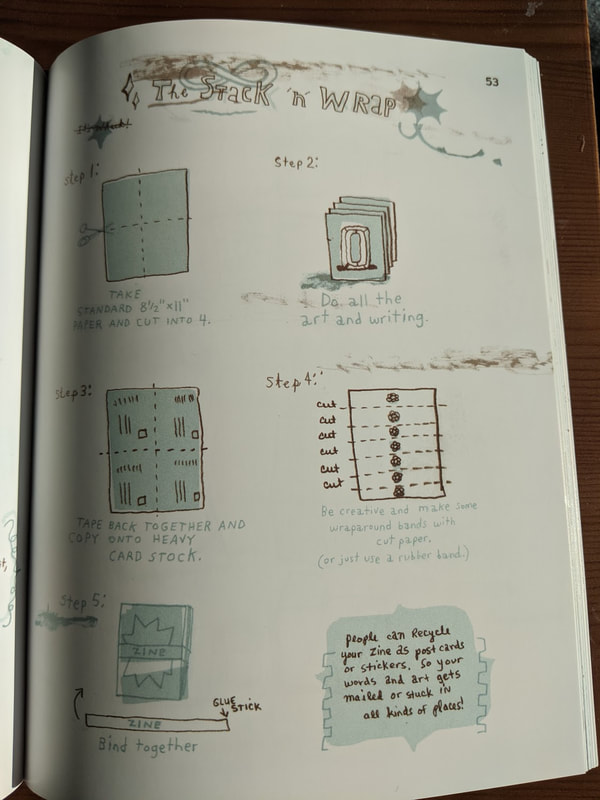 53
The Stack 'n Wrap
Step 1:
Step 2:
TAKE
STANDARD 8½"x11"
PAPER AND CUT INTO 4.
Do all the
art and writing.
Step 3:
Step 4:
cut
cut
cut
cut
cut
cut
TAPE BACK TOGETHER AND
COPY ONTO HEAVY
CARD STOCK.
Be creative and make some
wraparound bands with
cut paper.
(or just use a rubber band.)
Step 5:
ZINE
GLUE
STICK
ZINE
Bind together
People can Recycle
your zine as post cards
or stickers. So your
words and art gets
mailed or stuck in
all kinds of places!